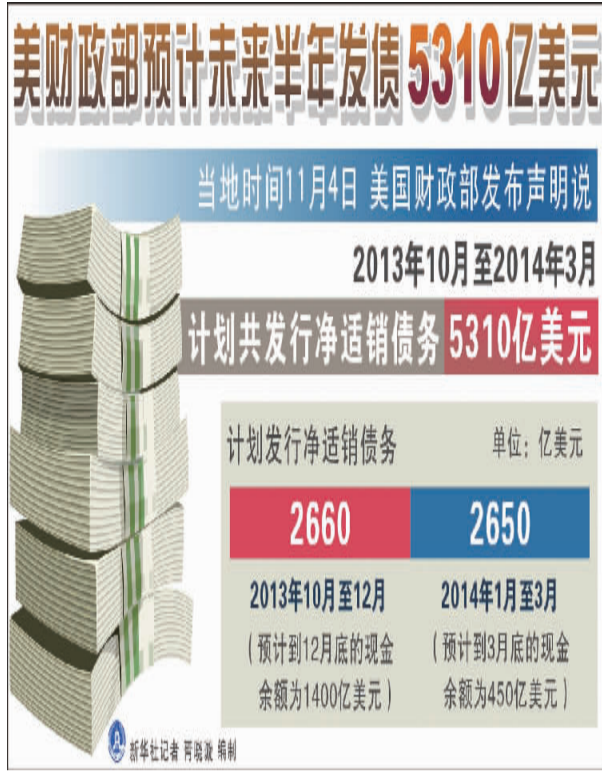 美财政部预计未来半年发债5310亿美元
当地时间11月4日 美国财政部发布声明说
2013年10月至2014年3月
计划共发行净适销债务 5310亿美元
计划发行净适销债务 单位：亿美元
2660 2650
2013年10月至12月 2014年1月至3月
（预计到12月底的现金 （预计到3月底的现金
余额为1400亿美元） 余额为450亿美元）
新华社记者 编制